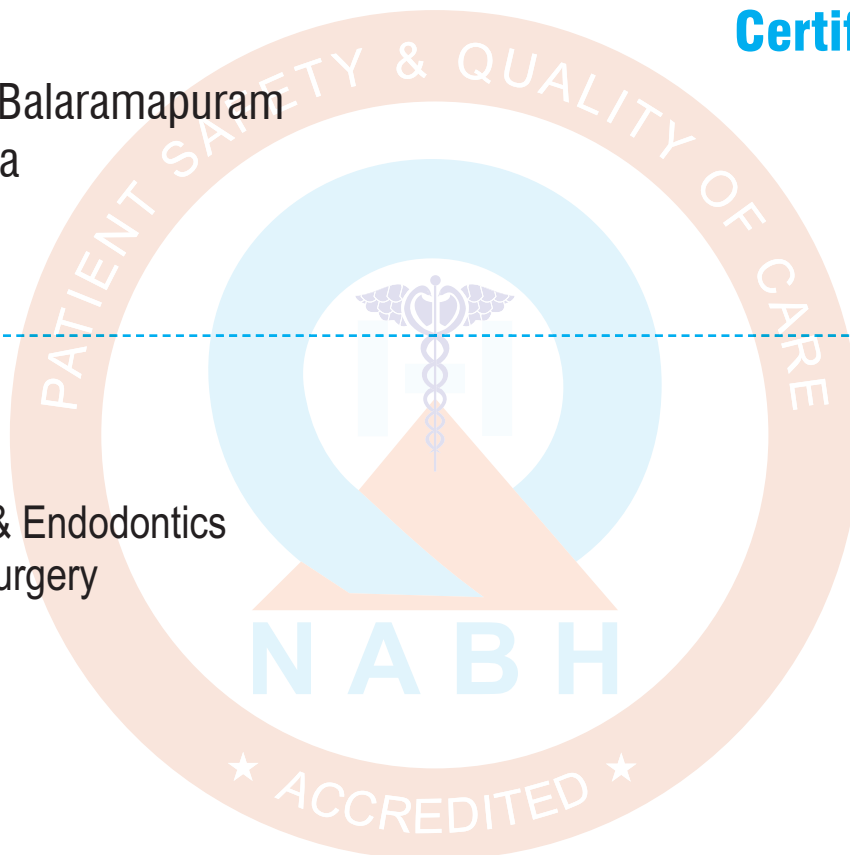 Certif
Balaramapuram
a
PATIENT SAFETY & QUALITY OF CARE
& Endodontics
urgery
NABH
ACCREDITED